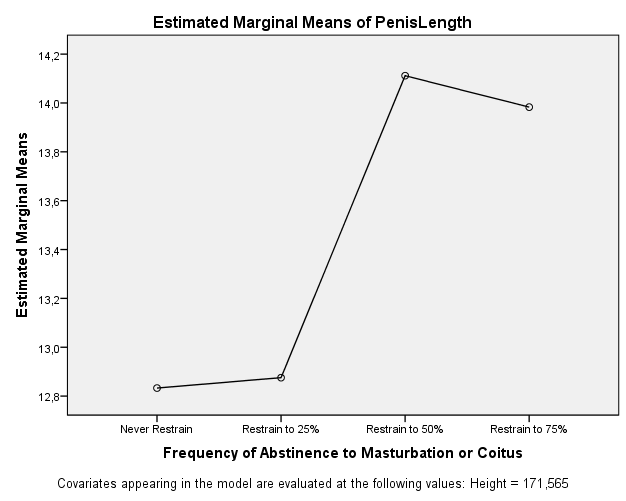 Estimated Marginal Means of PenisLength
Estimated Marginal Means
14,2
14,0
13,8
13,6
13,4
13,2
13,0
12,8
Never Restrain
Restrain to 25%
Restrain to 50%
Restrain to 75%
Frequency of Abstinence to Masturbation or Coitus
Covariates appearing in the model are evaluated at the following values: Height = 171,565